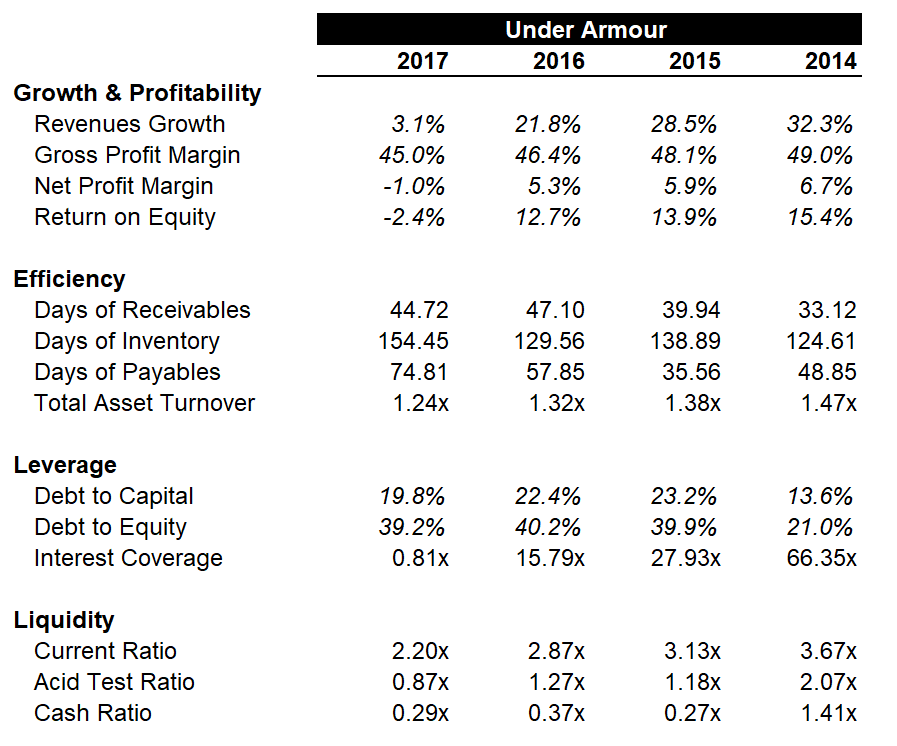 Under Armour
2017 2016 2015 2014
Growth & Profitability
Revenues Growth 3.1% 21.8% 28.5% 32.3%
Gross Profit Margin 45.0% 46.4% 48.1% 49.0%
Net Profit Margin -1.0% 5.3% 5.9% 6.7%
Return on Equity -2.4% 12.7% 13.9% 15.4%
Efficiency
Days of Receivables 44.72 47.10 39.94 33.12
Days of Inventory 154.45 129.56 138.89 124.61
Days of Payables 74.81 57.85 35.56 48.85
Total Asset Turnover 1.24x 1.32x 1.38x 1.47x
Leverage
Debt to Capital 19.8% 22.4% 23.2% 13.6%
Debt to Equity 39.2% 40.2% 39.9% 21.0%
Interest Coverage 0.81x 15.79x 27.93x 66.35x
Liquidity
Current Ratio 2.20x 2.87x 3.13x 3.67x
Acid Test Ratio 0.87x 1.27x 1.18x 2.07x
Cash Ratio 0.29x 0.37x 0.27x 1.41x